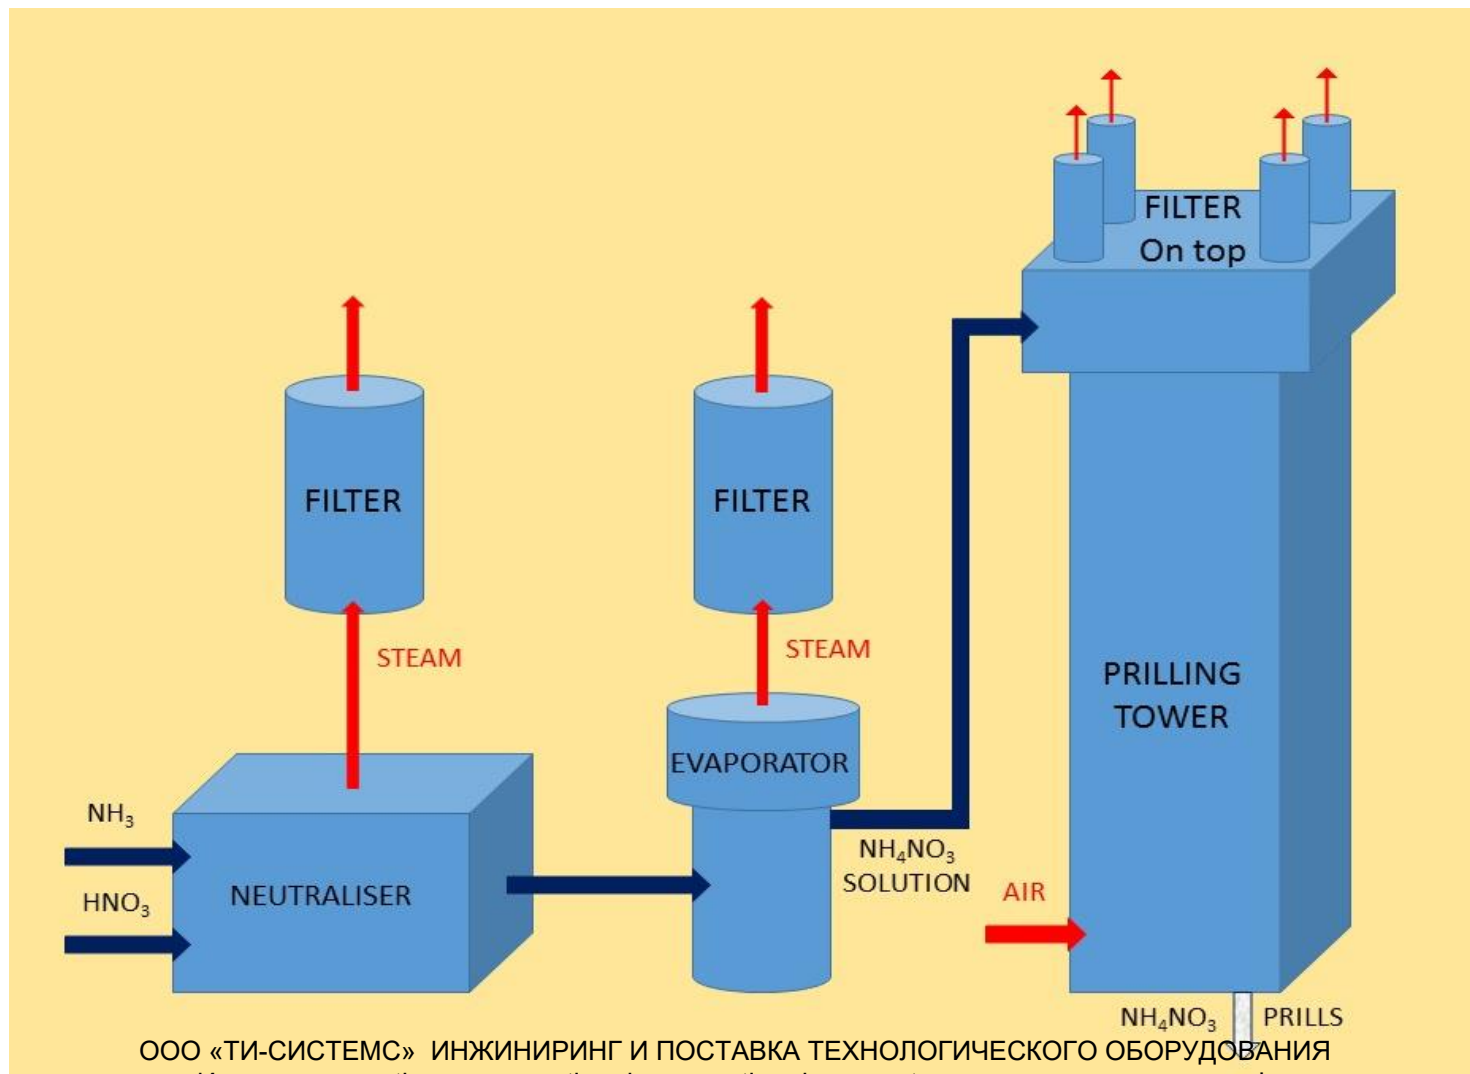 FILTER
On top
FILTER
FILTER
STEAM
STEAM
PRILLING
TOWER
EVAPORATOR
NH₃
HNO₃
NEUTRALISER
NH₄NO₃
SOLUTION
AIR
NH₄NO₃ PRILLS
ООО «ТИ-СИСТЕМС» ИНЖИНИРИНГ И ПОСТАВКА ТЕХНОЛОГИЧЕСКОГО ОБОРУДОВАНИЯ